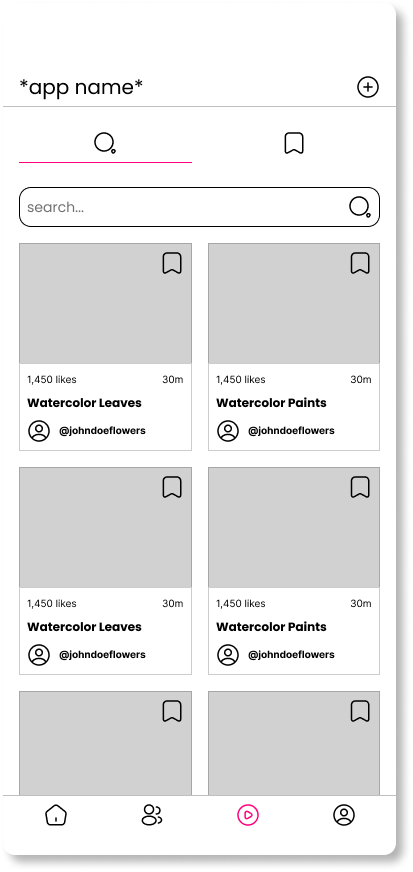 *app name*
search...
1,450 likes 30m
Watercolor Leaves
@johndoeflowers
1,450 likes 30m
Watercolor Paints
@johndoeflowers
1,450 likes 30m
Watercolor Leaves
@johndoeflowers
1,450 likes 30m
Watercolor Paints
@johndoeflowers